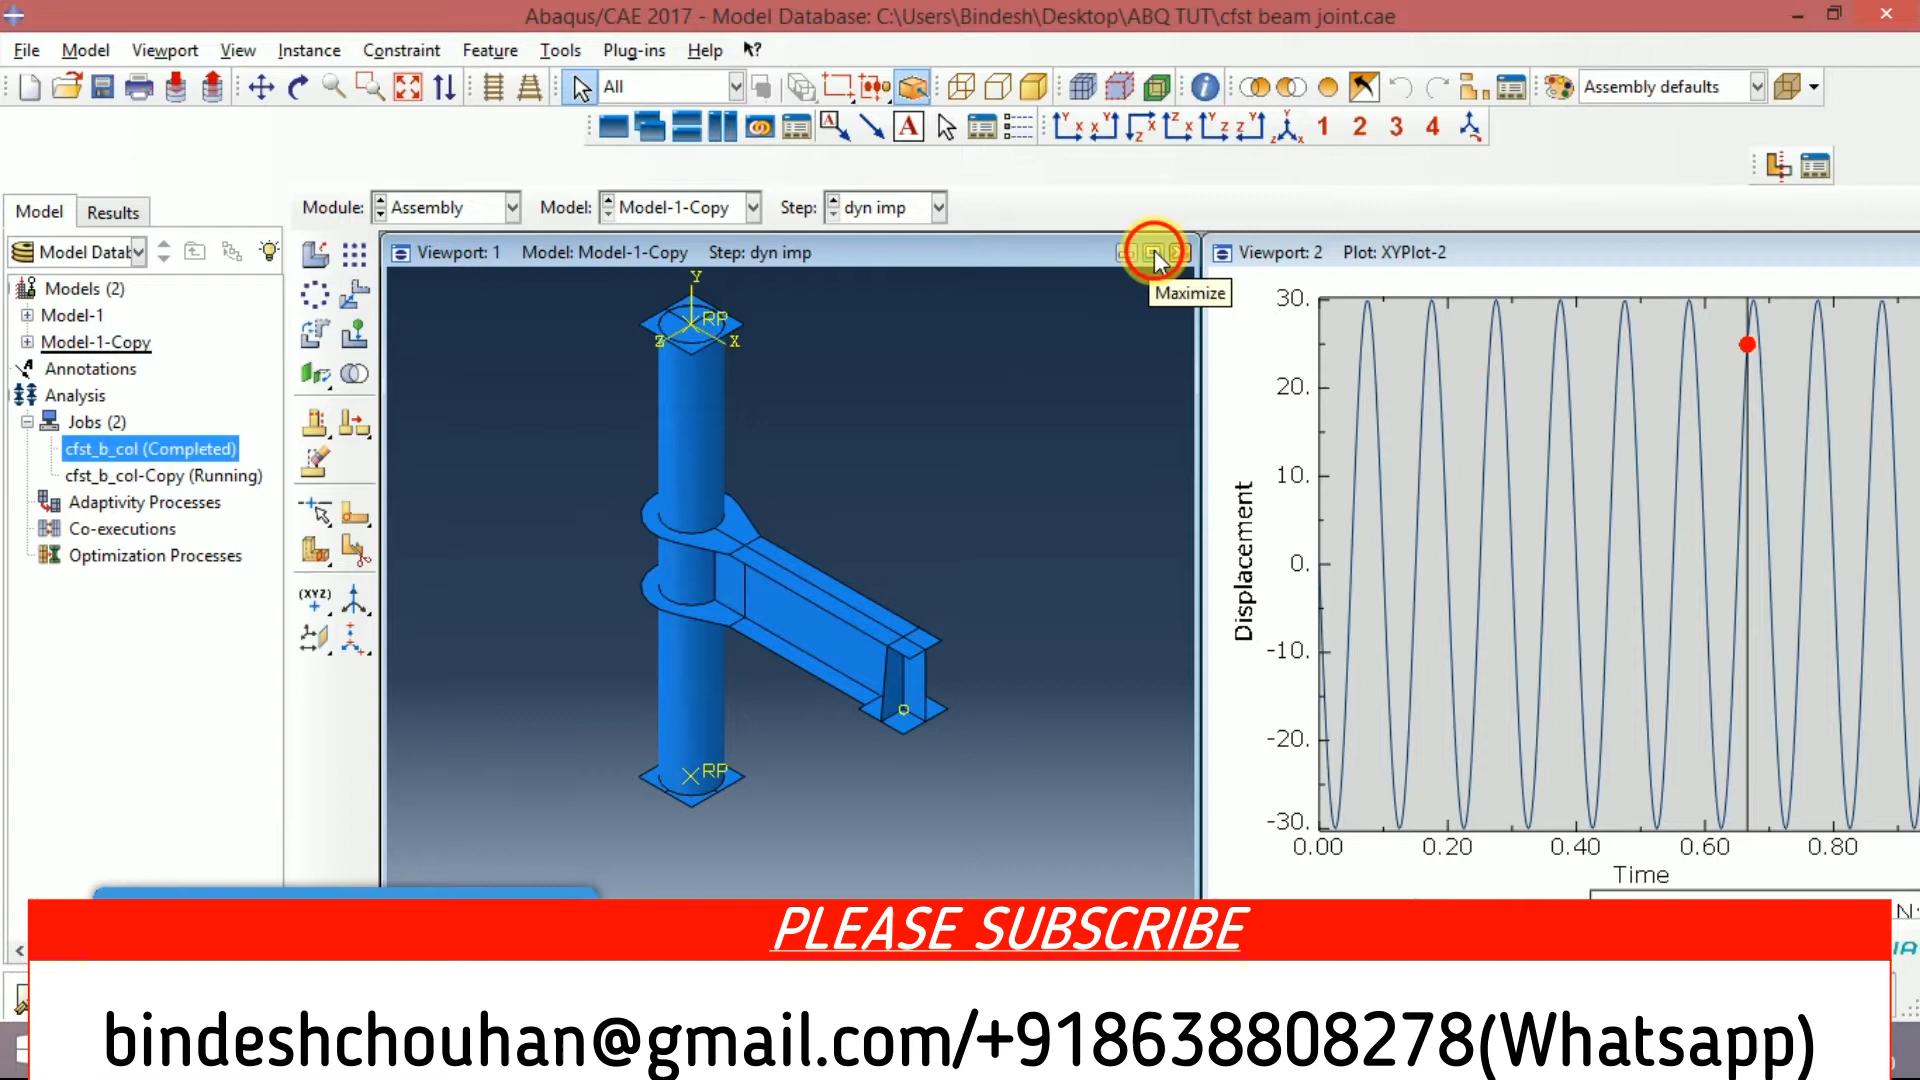 Abaqus/CAE 2017 - Model Database: C:\Users\Bindesh\Desktop\ABQ TUT\cfst beam joint.cae
File Model Viewport View Instance Constraint Feature Tools Plug-ins Help
All
Assembly defaults
1 2 3 4
Model Results
Module: Assembly Model: Model-1-Copy Step: dyn imp
Model Datab
Viewport: 1 Model: Model-1-Copy Step: dyn imp
Viewport: 2 Plot: XYPlot-2
Maximize
Models (2)
Model-1
Model-1-Copy
Annotations
Analysis
Jobs (2)
cfst_b_col (Completed)
cfst_b_col-Copy (Running)
Adaptivity Processes
Co-executions
Optimization Processes
(XYZ)
Y
RP
Z
X
RP
30.
20.
10.
0.
-10.
-20.
-30.
Displacement
0.00 0.20 0.40 0.60 0.80
Time
PLEASE SUBSCRIBE
bindeshchouhan@gmail.com/+918638808278(Whatsapp)